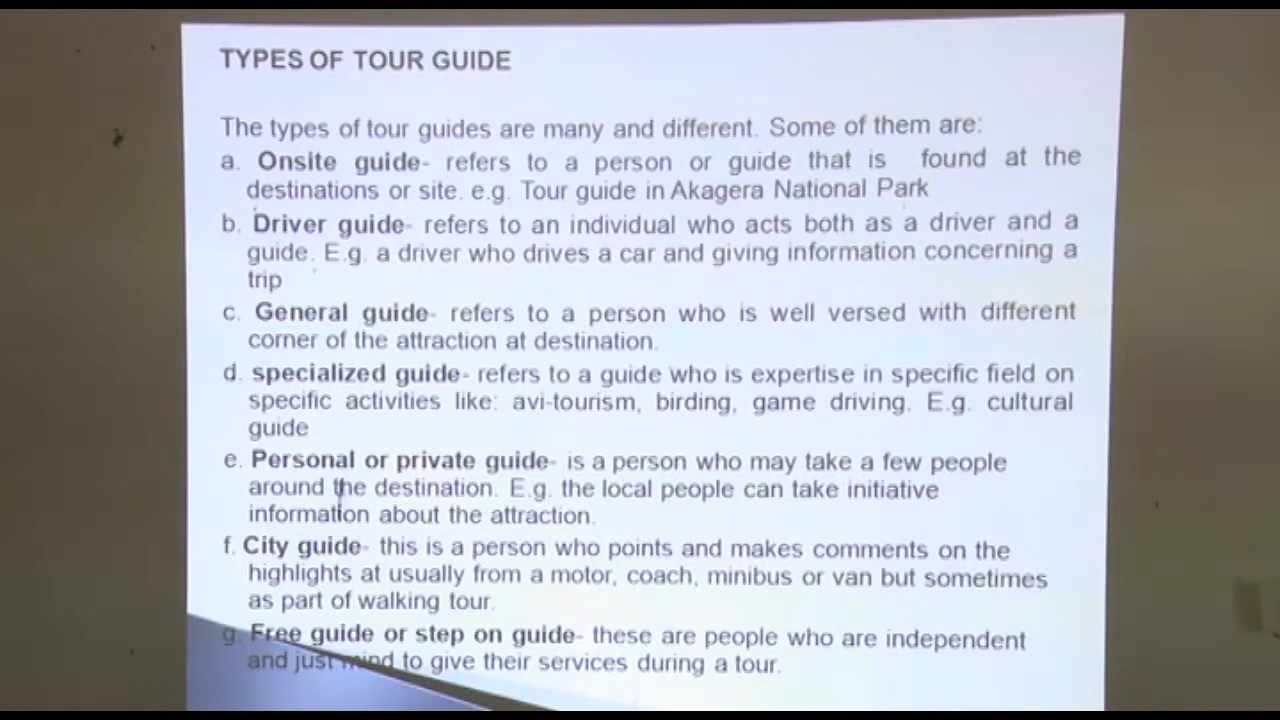 TYPES OF TOUR GUIDE
The types of tour guides are many and different. Some of them are:
a. Onsite guide- refers to a person or guide that is found at the
destinations or site. e.g. Tour guide in Akagera National Park
b. Driver guide- refers to an individual who acts both as a driver and a
guide. E.g. a driver who drives a car and giving information concerning a
trip
c. General guide- refers to a person who is well versed with different
corner of the attraction at destination.
d. specialized guide- refers to a guide who is expertise in specific field on
specific activities like: avi-tourism, birding, game driving. E.g. cultural
guide
e. Personal or private guide- is a person who may take a few people
around the destination. E.g. the local people can take initiative
information about the attraction.
f. City guide- this is a person who points and makes comments on the
highlights at usually from a motor, coach, minibus or van but sometimes
as part of walking tour.
g. Free guide or step on guide- these are people who are independent
and just mind to give their services during a tour.